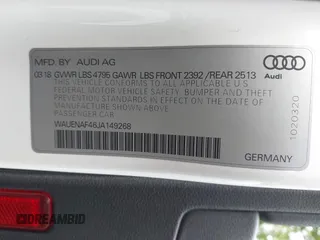 MFD BY AUDI AG
03 18 GVWR LBS 4795 GAWR LBS FRONT 2392 / REAR 2513
THIS VEHICLE CONFORMS TO ALL APPLICABLE
FEDERAL MOTOR VEHICLE SAFETY, BUMPER AND THEFT
PREVENTION STANDARDS IN EFFECT ON THE DATE OF
MANUFACTURE SHOWN ABOVE.
PASSENGER CAR
WAUENAF46JA149268
Audi
1020320
GERMANY
DREAMBID